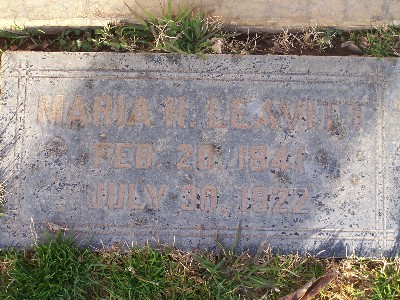 MARIA H. LEAVITT
FEB. 20, 1841
JULY 30, 1922